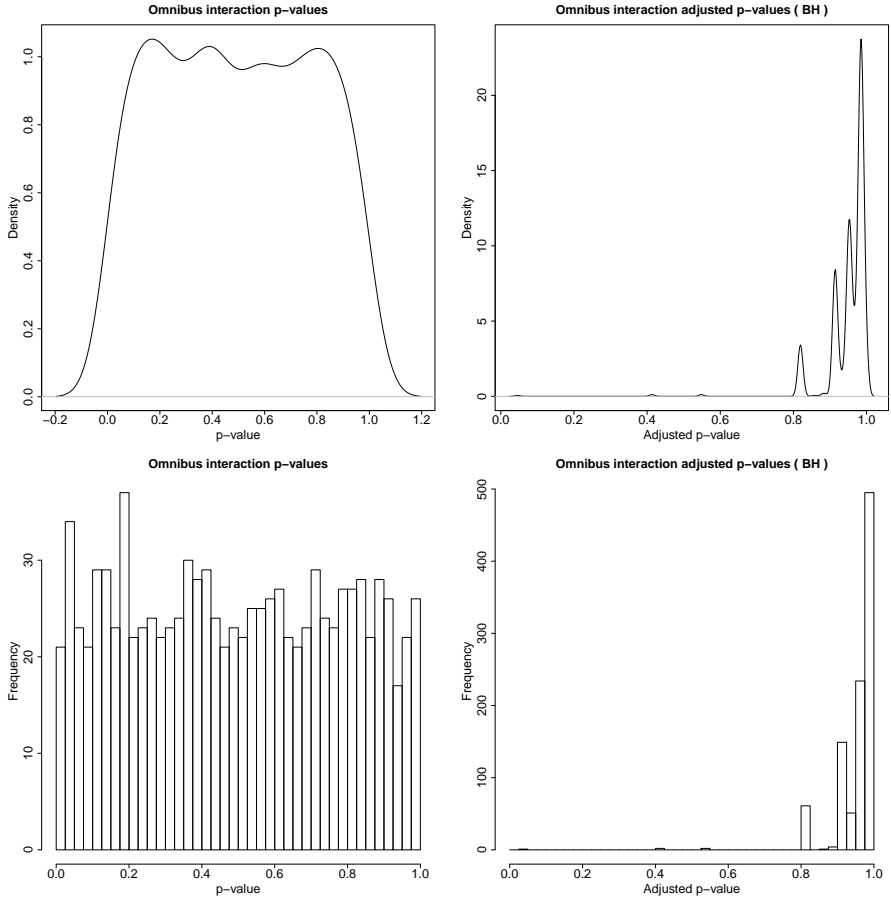 Omnibus interaction p−values
Density
0.0 0.2 0.4 0.6 0.8 1.0
−0.2 0.0 0.2 0.4 0.6 0.8 1.0 1.2
p−value
Omnibus interaction adjusted p−values ( BH )
Density
0 5 10 15 20
0.0 0.2 0.4 0.6 0.8 1.0
Adjusted p−value
Omnibus interaction p−values
Frequency
0 10 20 30
0.0 0.2 0.4 0.6 0.8 1.0
p−value
Omnibus interaction adjusted p−values ( BH )
Frequency
0 100 200 300 400 500
0.0 0.2 0.4 0.6 0.8 1.0
Adjusted p−value